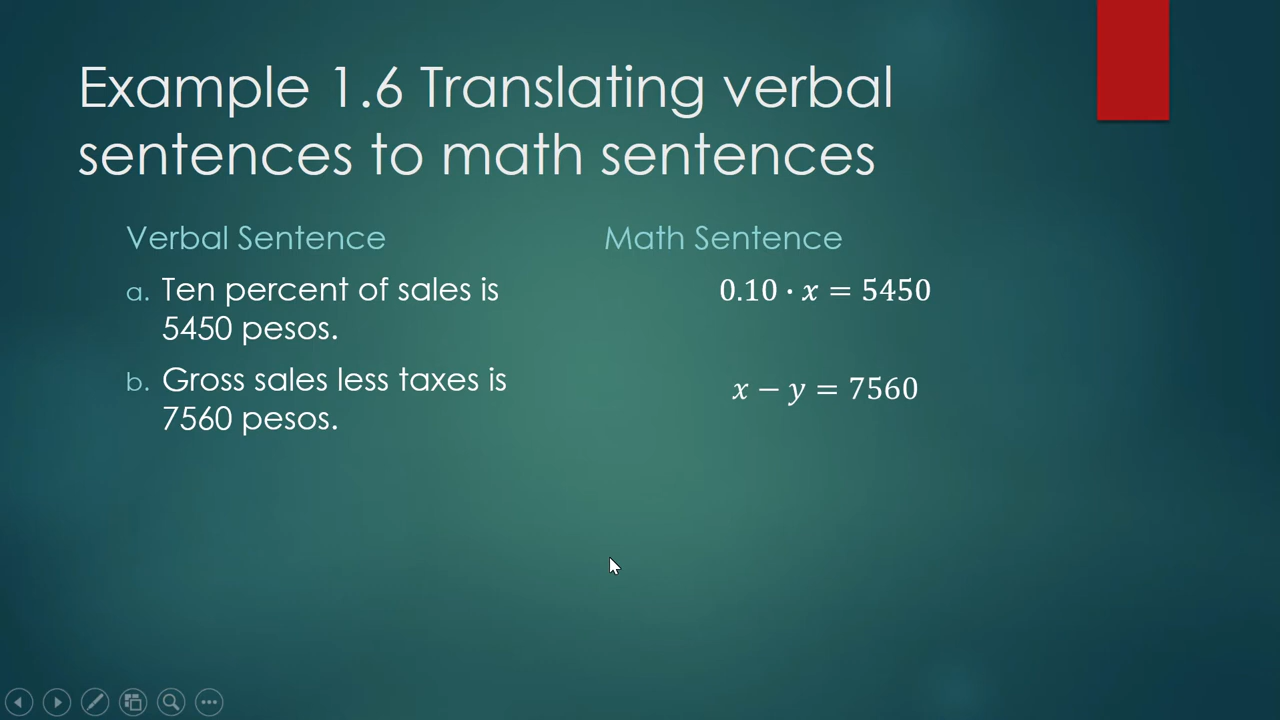 Example 1.6 Translating verbal
sentences to math sentences
Verbal Sentence
a. Ten percent of sales is
5450 pesos.
b. Gross sales less taxes is
7560 pesos.
Math Sentence
0.10 · x = 5450
x − y = 7560